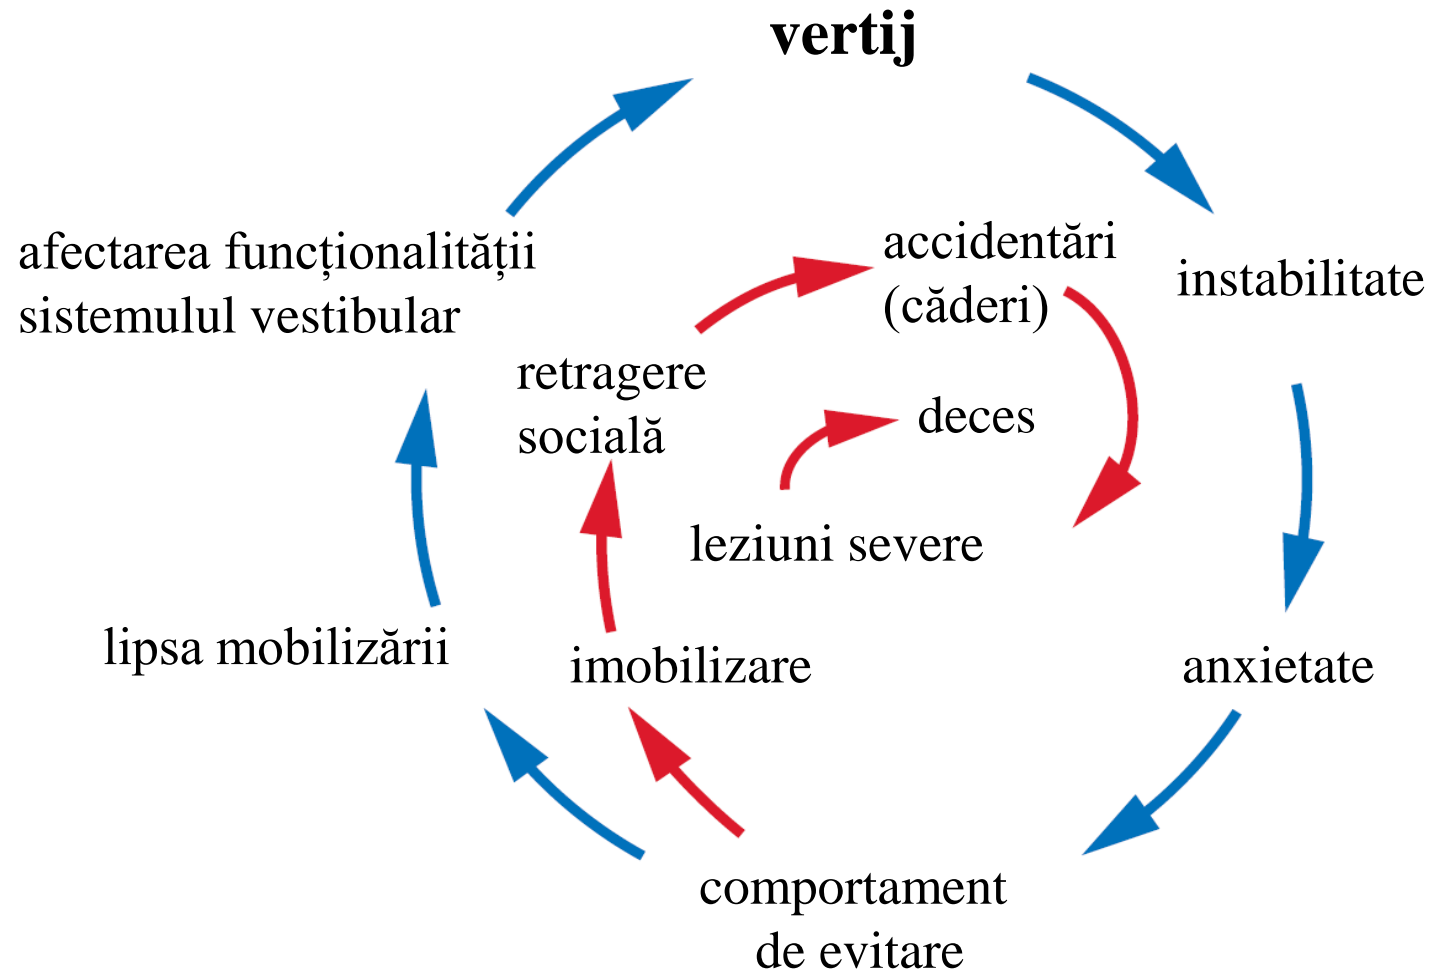 vertij
afectarea funcționalității
sistemulul vestibular
accidentări
(căderi)
instabilitate
retragere
socială
deces
leziuni severe
lipsa mobilizării
imobilizare
anxietate
comportament
de evitare